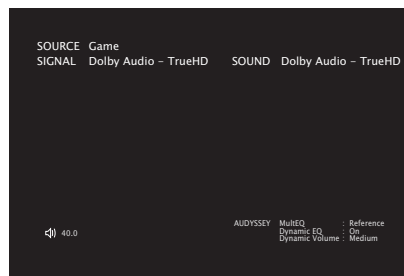 SOURCE Game
SIGNAL Dolby Audio – TrueHD SOUND Dolby Audio – TrueHD
AUDYSSEY MultEQ : Reference
Dynamic EQ : On
Dynamic Volume : Medium
40.0